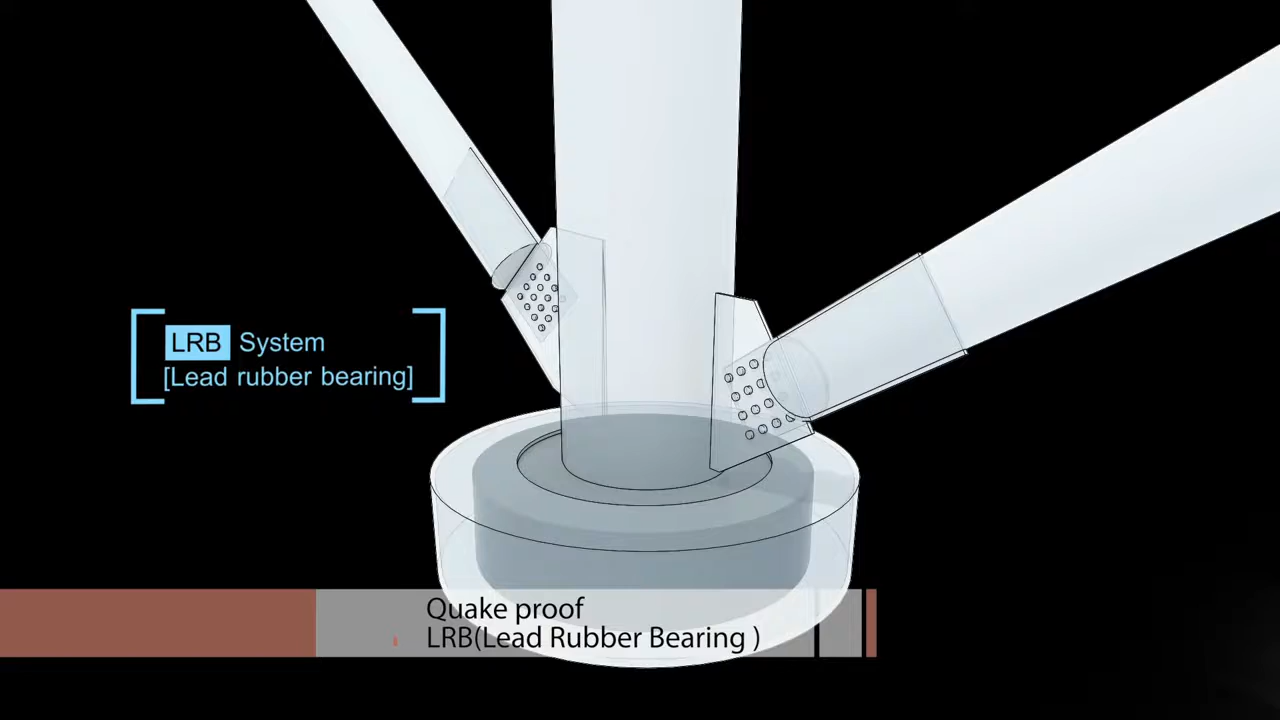 LRB System
[Lead rubber bearing]
Quake proof
LRB(Lead Rubber Bearing )